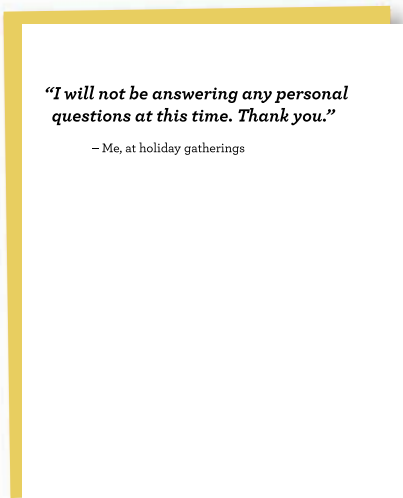 “I will not be answering any personal
questions at this time. Thank you.”
– Me, at holiday gatherings